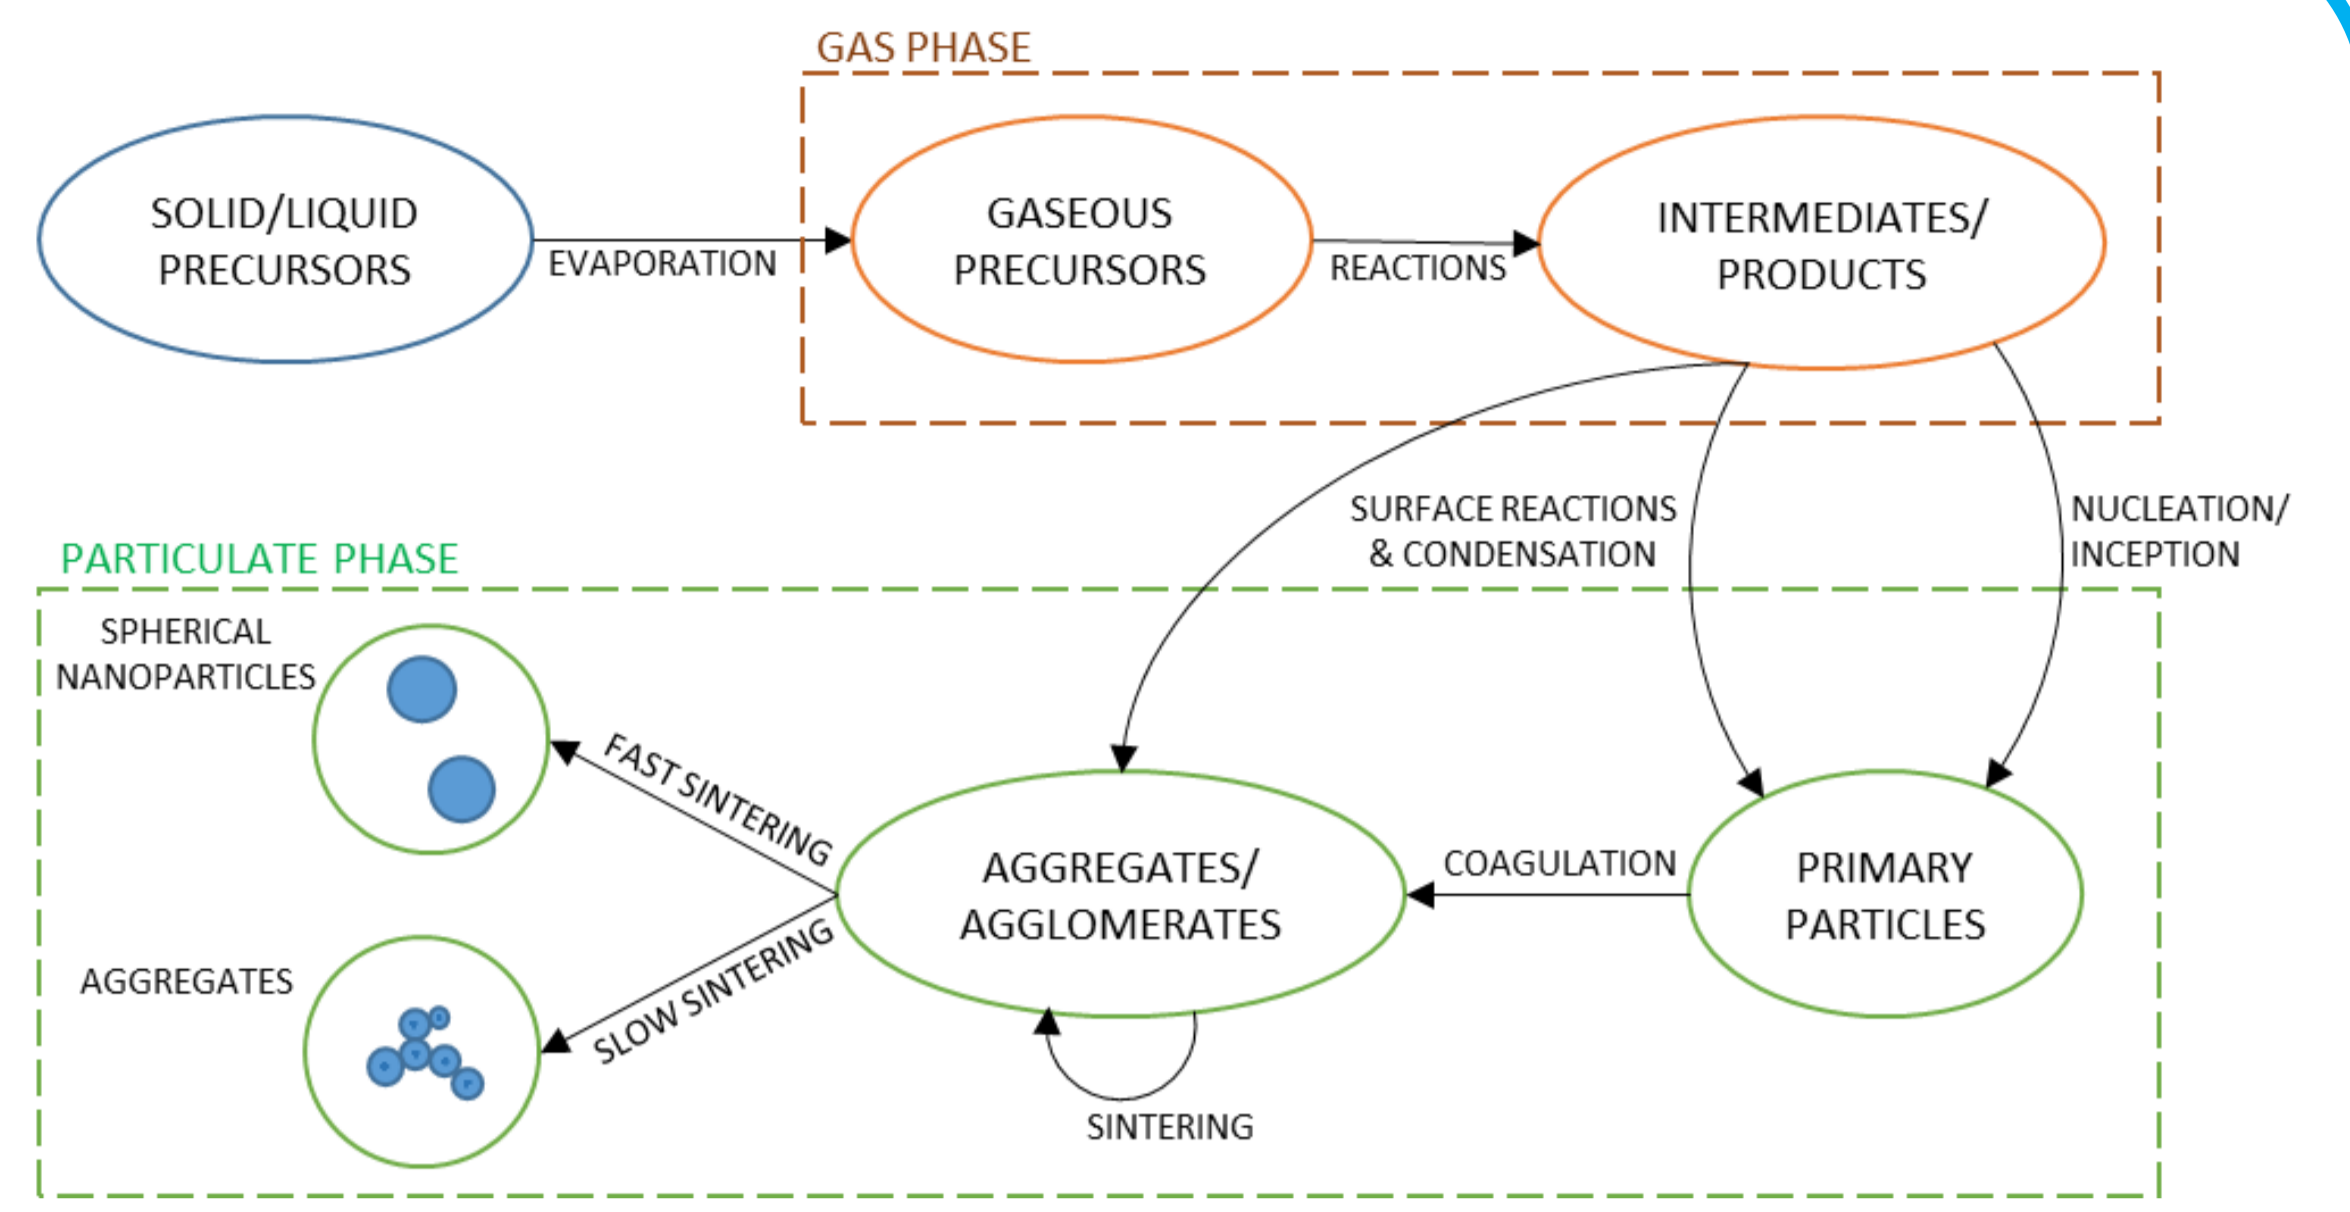 GAS PHASE
SOLID/LIQUID
PRECURSORS
EVAPORATION
GASEOUS
PRECURSORS
REACTIONS
INTERMEDIATES/
PRODUCTS
SURFACE REACTIONS
& CONDENSATION
NUCLEATION/
INCEPTION
PARTICULATE PHASE
SPHERICAL
NANOPARTICLES
FAST SINTERING
AGGREGATES/
AGGLOMERATES
COAGULATION
PRIMARY
PARTICLES
SLOW SINTERING
AGGREGATES
SINTERING